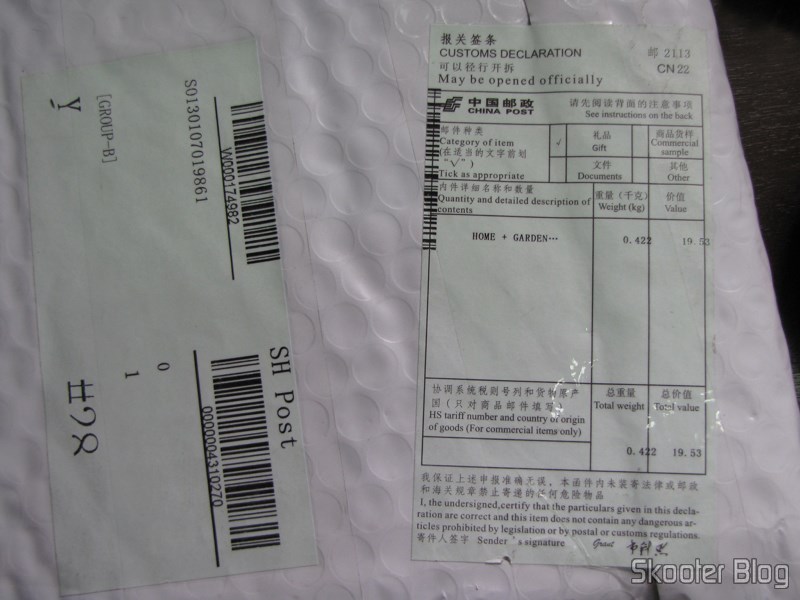 S0130107019861
W000174982
[GROUP-B]
Y
SH Post
00000004310270
0
1
#28
报关签条
CUSTOMS DECLARATION
邮 2113
可以径行开拆
CN 22
May be opened officially
中国邮政
CHINA POST
请先阅读背面的注意事项
See instructions on the back
邮件种类
Category of item
(在适当的文字前划
"√")
Tick as appropriate
√
礼品
Gift
商品货样
Commercial
sample
文件
Documents
其他
Other
内件详细名称和数量
Quantity and detailed description of
contents
重量(千克)
Weight (kg)
价值
Value
HOME + GARDEN…
0.422
19.53
协调系统税则号列和货物原产
国(只对商品邮件填写)
HS tariff number and country of origin
of goods (For commercial items only)
总重量
Total weight
总价值
Total value
0.422
19.53
我保证上述申报准确无误,本函件内未装寄法律或邮政
和海关规章禁止寄递的任何危险物品
I, the undersigned,certify that the particulars given in this decla-
ration are correct and this item does not contain any dangerous ar-
ticles prohibited by legislation or by postal or customs regulations.
寄件人签字 Sender's signature
Skooter Blog